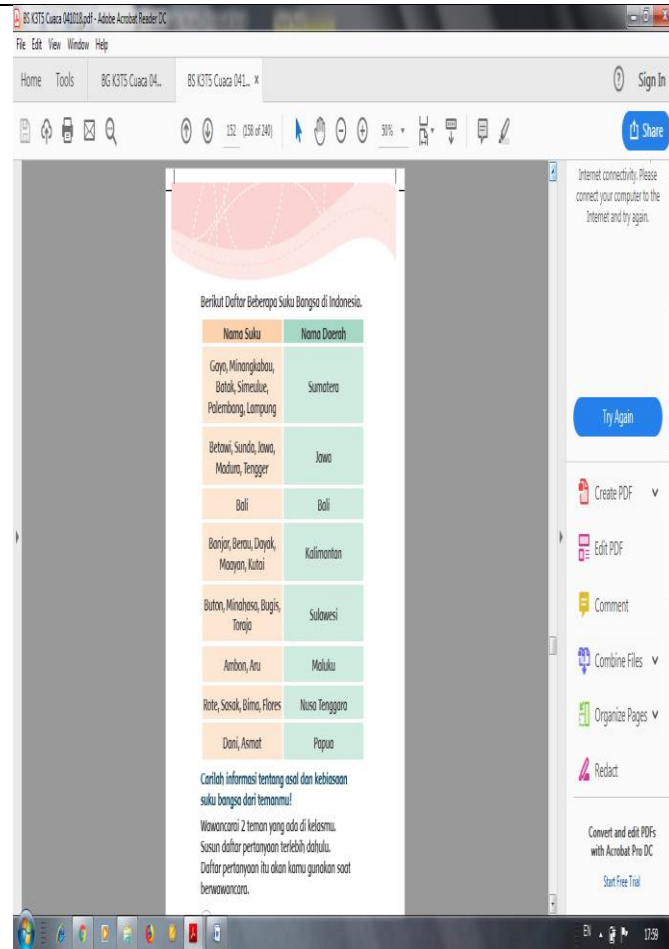 BS K3T5 Cuaca 041018.pdf - Adobe Acrobat Reader DC
File Edit View Window Help
Home Tools BG K3T5 Cuaca 04... BS K3T5 Cuaca 041... × Sign In
152 (158 of 240) 50% Share
Internet connectivity. Please
connect your computer to the
Internet and try again.
Try Again
Create PDF
Edit PDF
Comment
Combine Files
Organize Pages
Redact
Convert and edit PDFs
with Acrobat Pro DC
Start Free Trial
Berikut Daftar Beberapa Suku Bangsa di Indonesia.
Nama Suku Nama Daerah
Gayo, Minangkabau,
Batak, Simeulue,
Palembang, Lampung
Sumatera
Betawi, Sunda, Jawa,
Madura, Tengger
Jawa
Bali Bali
Banjar, Berau, Dayak,
Maayan, Kutai
Kalimantan
Buton, Minahasa, Bugis,
Toraja
Sulawesi
Ambon, Aru Maluku
Rote, Sasak, Bima, Flores Nusa Tenggara
Dani, Asmat Papua
Carilah informasi tentang asal dan kebiasaan
suku bangsa dari temanmu!
Wawancarai 2 teman yang ada di kelasmu.
Susun daftar pertanyaan terlebih dahulu.
Daftar pertanyaan itu akan kamu gunakan saat
berwawancara.
EN 17:59